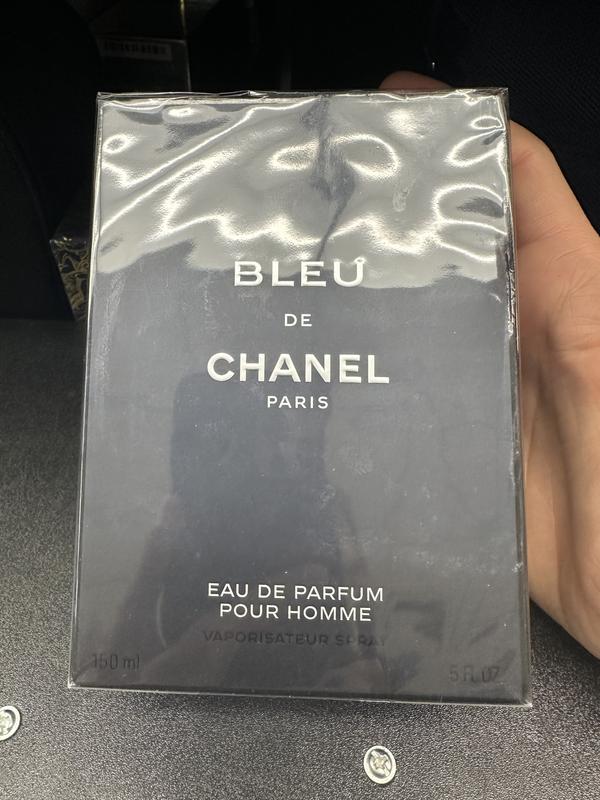 BLEU
DE
CHANEL
PARIS
EAU DE PARFUM
POUR HOMME
VAPORISATEUR SPRAY
150 ml
5 FL OZ